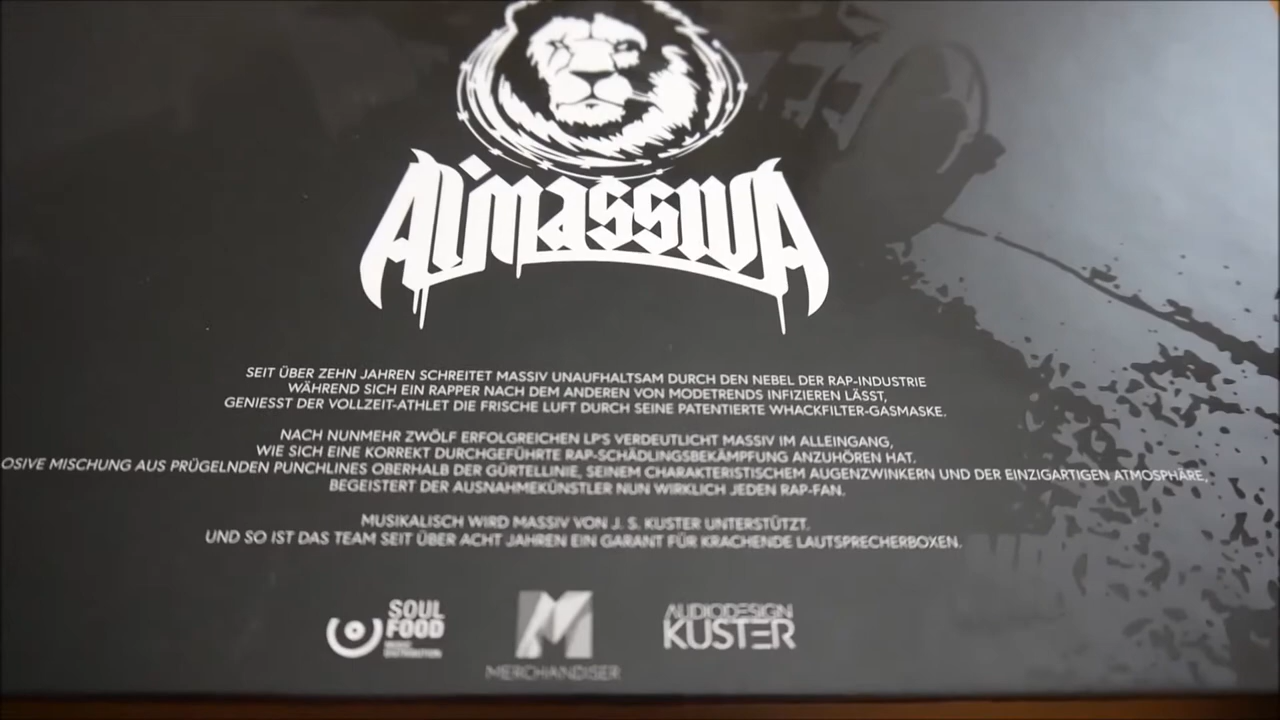 ALMASSIVA
SEIT ÜBER ZEHN JAHREN SCHREITET MASSIV UNAUFHALTSAM DURCH DEN NEBEL DER RAP-INDUSTRIE
WÄHREND SICH EIN RAPPER NACH DEM ANDEREN VON MODETRENDS INFIZIEREN LÄSST,
GENIESST DER VOLLZEIT-ATHLET DIE FRISCHE LUFT DURCH SEINE PATENTIERTE WHACKFILTER-GASMASKE.
NACH NUNMEHR ZWÖLF ERFOLGREICHEN LP'S VERDEUTLICHT MASSIV IM ALLEINGANG,
WIE SICH EINE KORREKT DURCHGEFÜHRTE RAP-SCHÄDLINGSBEKÄMPFUNG ANZUHÖREN HAT.
OSIVE MISCHUNG AUS PRÜGELNDEN PUNCHLINES OBERHALB DER GÜRTELLINIE, SEINEM CHARAKTERISTISCHEM AUGENZWINKERN UND DER EINZIGARTIGEN ATMOSPHÄRE,
BEGEISTERT DER AUSNAHMEKÜNSTLER NUN WIRKLICH JEDEN RAP-FAN.
MUSIKALISCH WIRD MASSIV VON J. S. KUSTER UNTERSTÜTZT.
UND SO IST DAS TEAM SEIT ÜBER ACHT JAHREN EIN GARANT FÜR KRACHENDE LAUTSPRECHERBOXEN.
SOUL
FOOD
MUSIC
DISTRIBUTION
MERCHANDISER
AUDIODESIGN
KUSTER